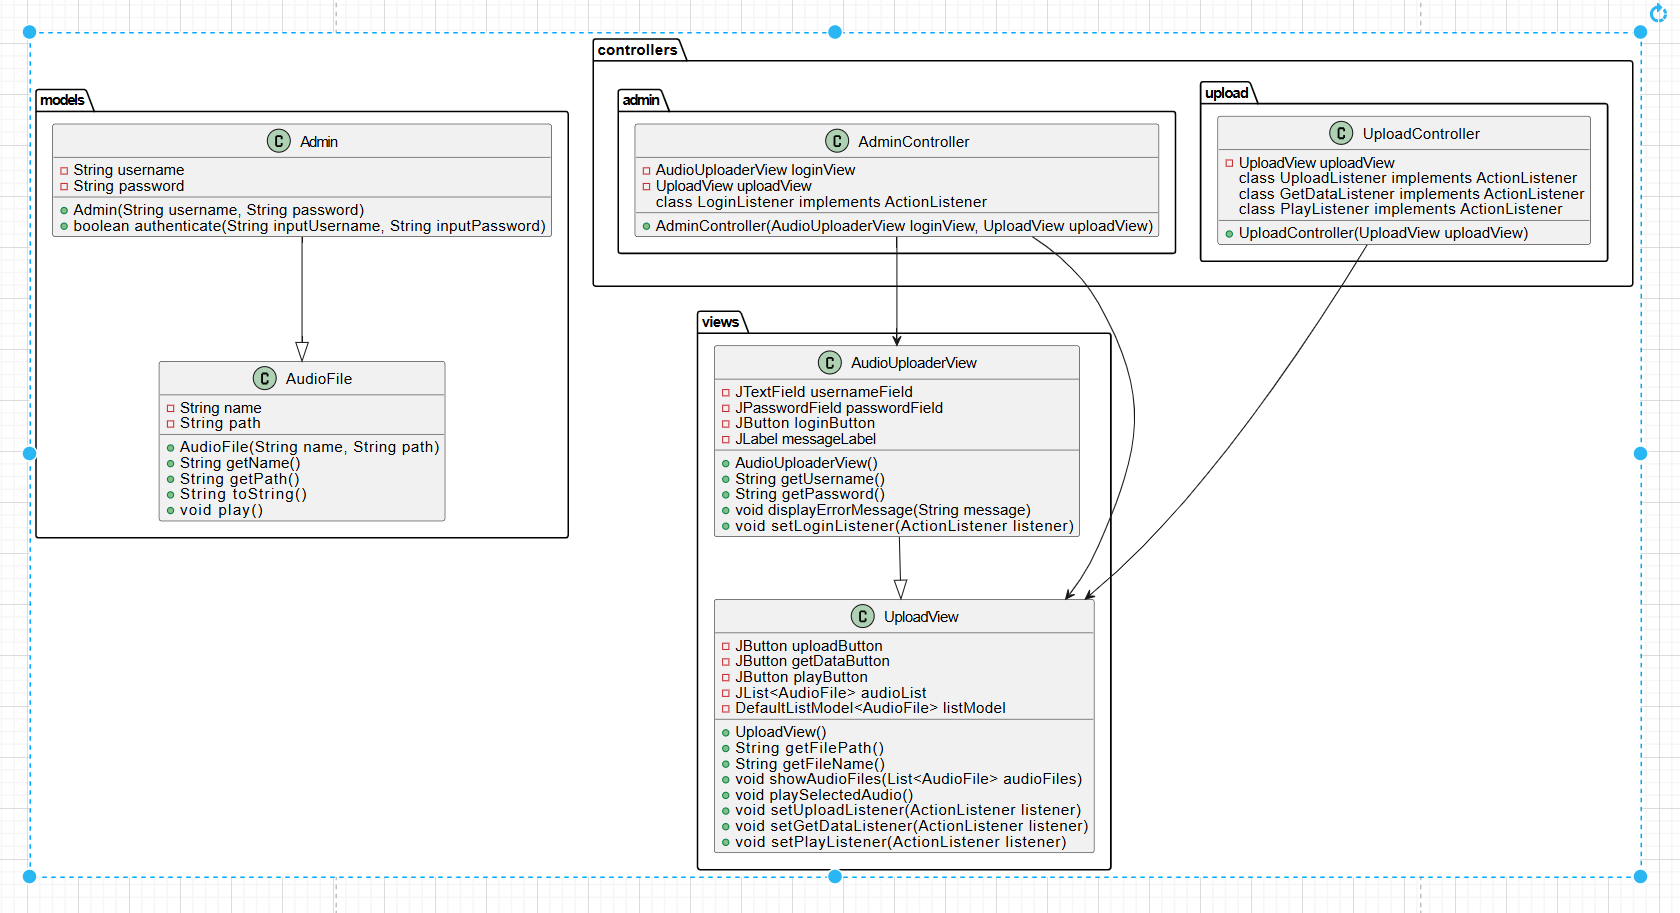 models
C Admin
String username
String password
Admin(String username, String password)
boolean authenticate(String inputUsername, String inputPassword)
C AudioFile
String name
String path
AudioFile(String name, String path)
String getName()
String getPath()
String toString()
void play()
controllers
admin
C AdminController
AudioUploaderView loginView
UploadView uploadView
class LoginListener implements ActionListener
AdminController(AudioUploaderView loginView, UploadView uploadView)
upload
C UploadController
UploadView uploadView
class UploadListener implements ActionListener
class GetDataListener implements ActionListener
class PlayListener implements ActionListener
UploadController(UploadView uploadView)
views
C AudioUploaderView
JTextField usernameField
JPasswordField passwordField
JButton loginButton
JLabel messageLabel
AudioUploaderView()
String getUsername()
String getPassword()
void displayErrorMessage(String message)
void setLoginListener(ActionListener listener)
C UploadView
JButton uploadButton
JButton getDataButton
JButton playButton
JList<AudioFile> audioList
DefaultListModel<AudioFile> listModel
UploadView()
String getFilePath()
String getFileName()
void showAudioFiles(List<AudioFile> audioFiles)
void playSelectedAudio()
void setUploadListener(ActionListener listener)
void setGetDataListener(ActionListener listener)
void setPlayListener(ActionListener listener)